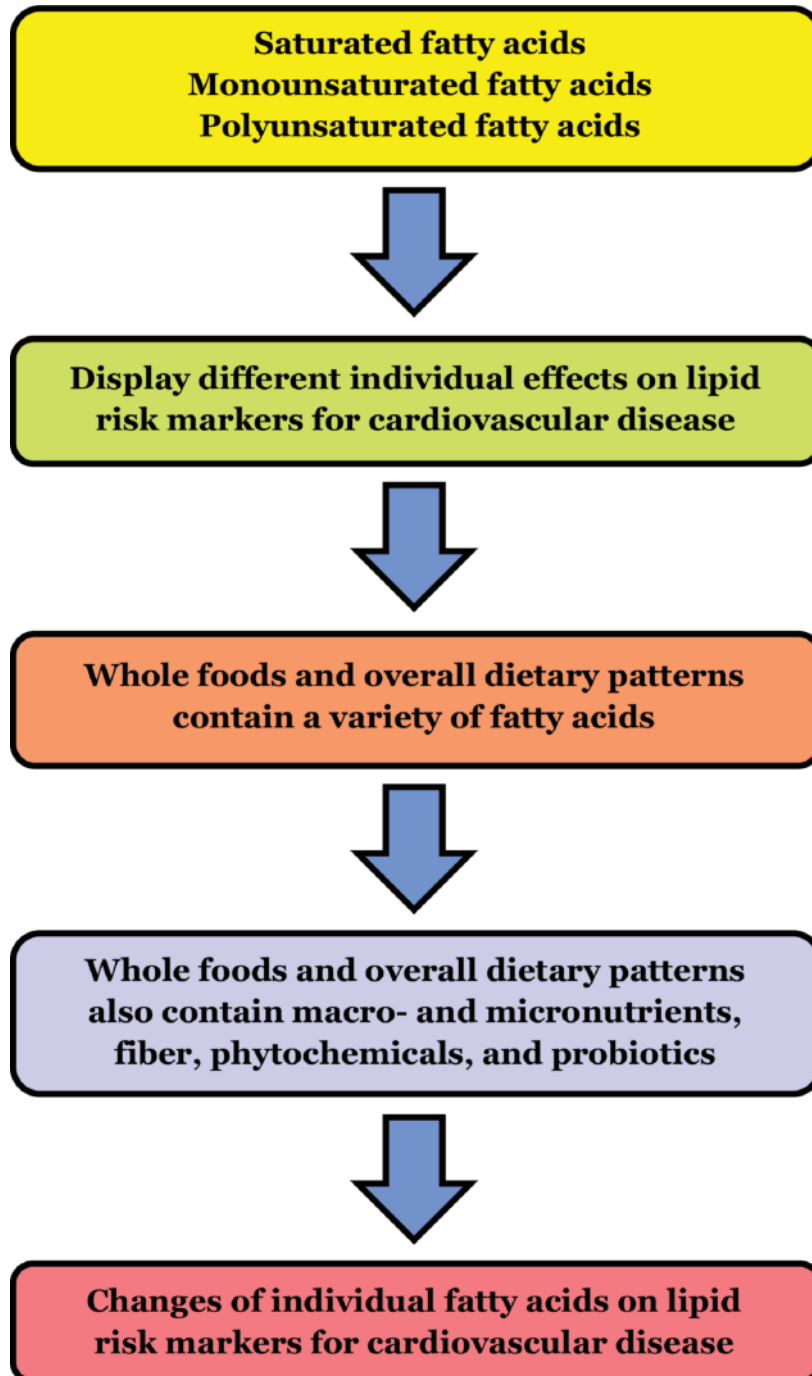 Saturated fatty acids
Monounsaturated fatty acids
Polyunsaturated fatty acids
Display different individual effects on lipid
risk markers for cardiovascular disease
Whole foods and overall dietary patterns
contain a variety of fatty acids
Whole foods and overall dietary patterns
also contain macro- and micronutrients,
fiber, phytochemicals, and probiotics
Changes of individual fatty acids on lipid
risk markers for cardiovascular disease